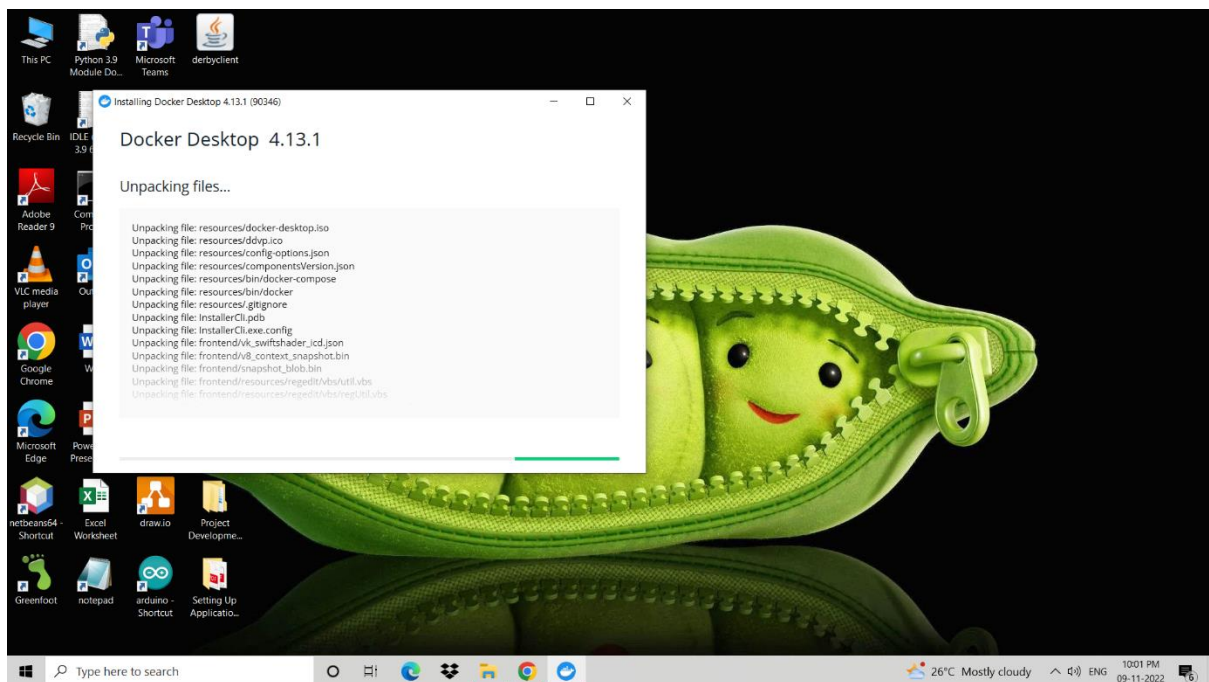 This PC
Python 3.9
Module Do...
Microsoft
Teams
derbyclient
Installing Docker Desktop 4.13.1 (90346)
Docker Desktop 4.13.1
Unpacking files...
Unpacking file: resources/docker-desktop.iso
Unpacking file: resources/ddvp.ico
Unpacking file: resources/config-options.json
Unpacking file: resources/componentsVersion.json
Unpacking file: resources/bin/docker-compose
Unpacking file: resources/bin/docker
Unpacking file: resources/.gitignore
Unpacking file: InstallerCli.pdb
Unpacking file: InstallerCli.exe.config
Unpacking file: frontend/vk_swiftshader_icd.json
Unpacking file: frontend/v8_context_snapshot.bin
Unpacking file: frontend/snapshot_blob.bin
Unpacking file: frontend/resources/regedit/vbs/util.vbs
Unpacking file: frontend/resources/regedit/vbs/regUtil.vbs
Recycle Bin
IDLE
3.9
Adobe
Reader 9
Com
Pro
VLC media
player
Ou
Google
Chrome
W
Microsoft
Edge
Powe
Prese
netbeans64 -
Shortcut
Excel
Worksheet
draw.io
Project
Developme...
Greenfoot
notepad
arduino -
Shortcut
Setting Up
Applicatio...
Type here to search
26°C Mostly cloudy
ENG
10:01 PM
09-11-2022
6